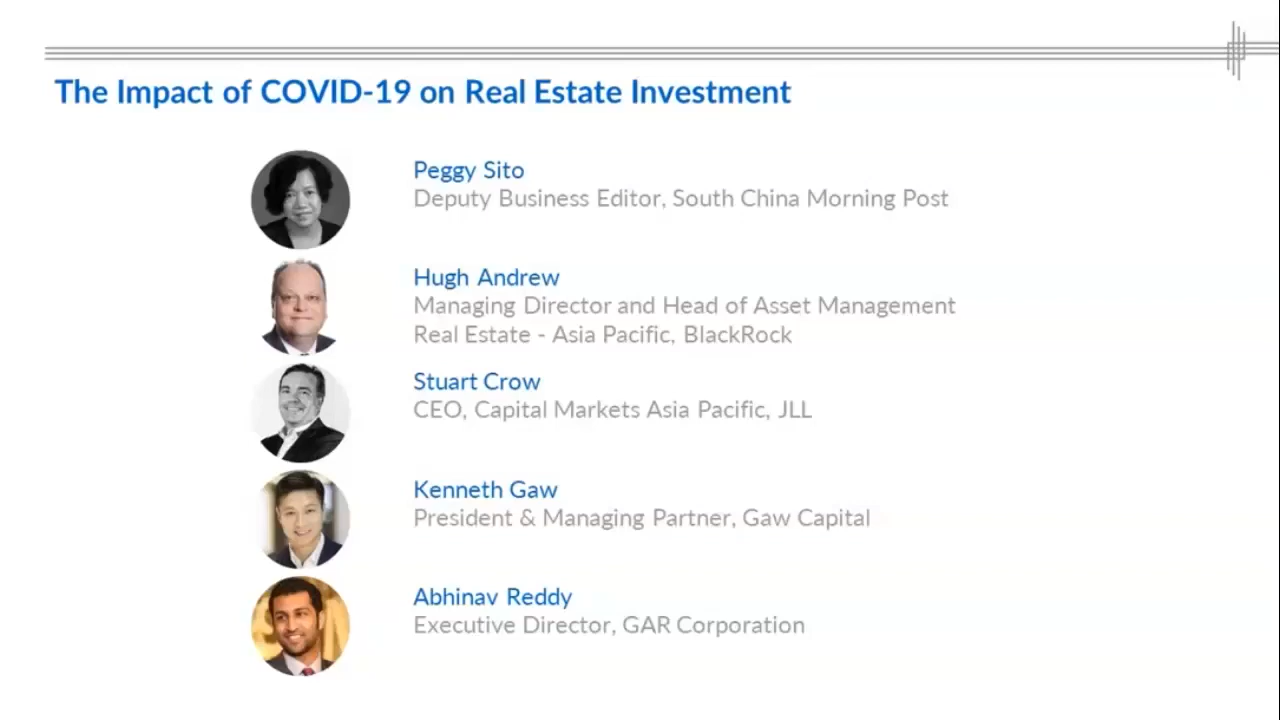 The Impact of COVID-19 on Real Estate Investment
Peggy Sito
Deputy Business Editor, South China Morning Post
Hugh Andrew
Managing Director and Head of Asset Management
Real Estate - Asia Pacific, BlackRock
Stuart Crow
CEO, Capital Markets Asia Pacific, JLL
Kenneth Gaw
President & Managing Partner, Gaw Capital
Abhinav Reddy
Executive Director, GAR Corporation